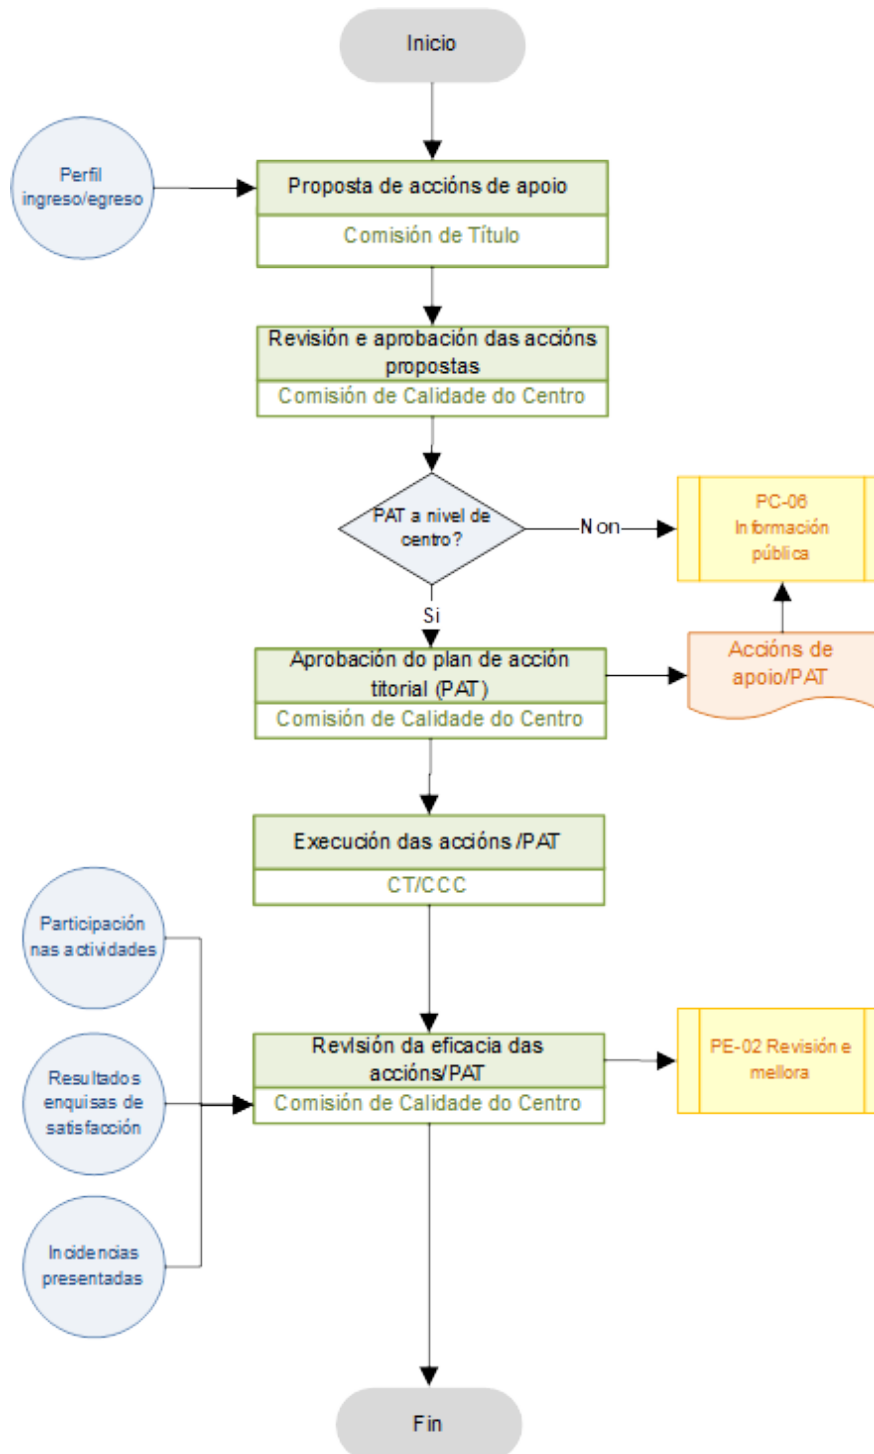 Inicio
Perfil
ingreso/egreso
Proposta de accións de apoio
Comisión de Título
Revisión e aprobación das accións
propostas
Comisión de Calidade do Centro
PAT a nivel de
centro?
Non
PC-06
Información
pública
Si
Aprobación do plan de acción
titorial (PAT)
Comisión de Calidade do Centro
Accións de
apoio/PAT
Execución das accións /PAT
CT/CCC
Participación
nas actividades
Revisión da eficacia das
accións/PAT
Comisión de Calidade do Centro
PE-02 Revisión e
mellora
Resultados
enquisas de
satisfacción
Incidencias
presentadas
Fin